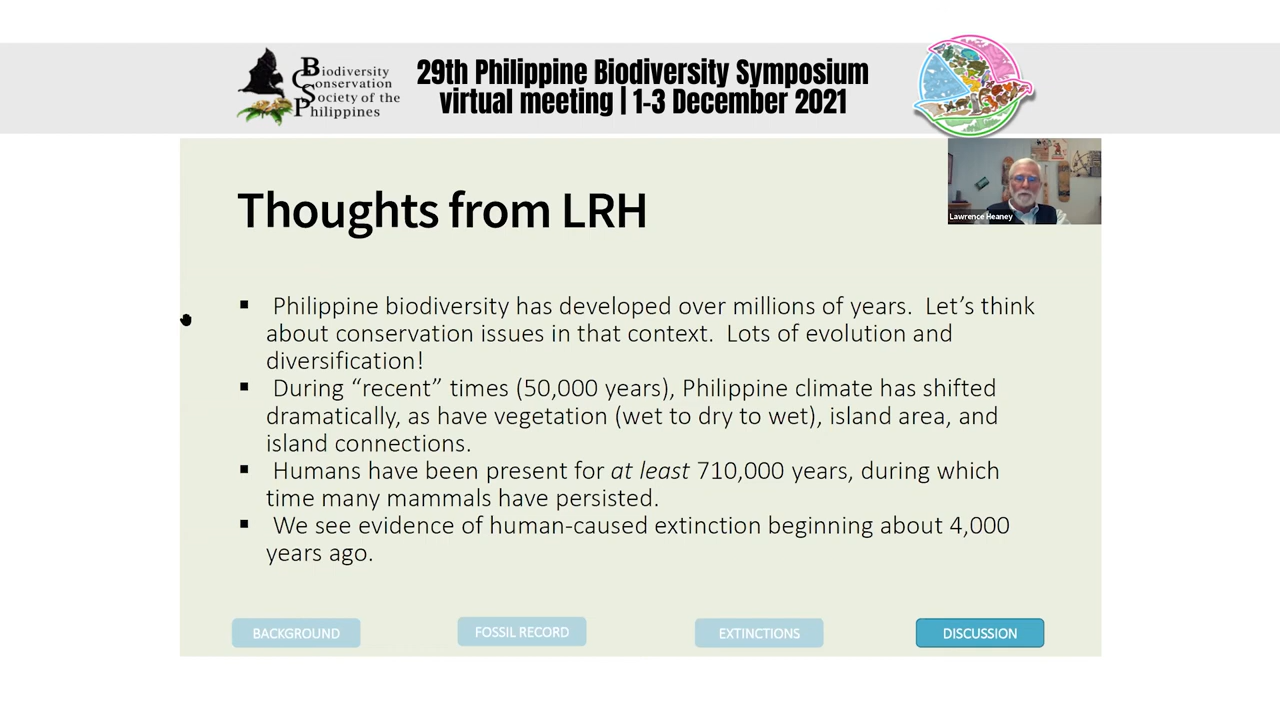 Biodiversity
Conservation
Society of the
Philippines
29th Philippine Biodiversity Symposium
virtual meeting | 1-3 December 2021
Thoughts from LRH
Lawrence Heaney
▪ Philippine biodiversity has developed over millions of years.  Let’s think
about conservation issues in that context.  Lots of evolution and
diversification!
▪ During “recent” times (50,000 years), Philippine climate has shifted
dramatically, as have vegetation (wet to dry to wet), island area, and
island connections.
▪ Humans have been present for at least 710,000 years, during which
time many mammals have persisted.
▪ We see evidence of human-caused extinction beginning about 4,000
years ago.
BACKGROUND
FOSSIL RECORD
EXTINCTIONS
DISCUSSION